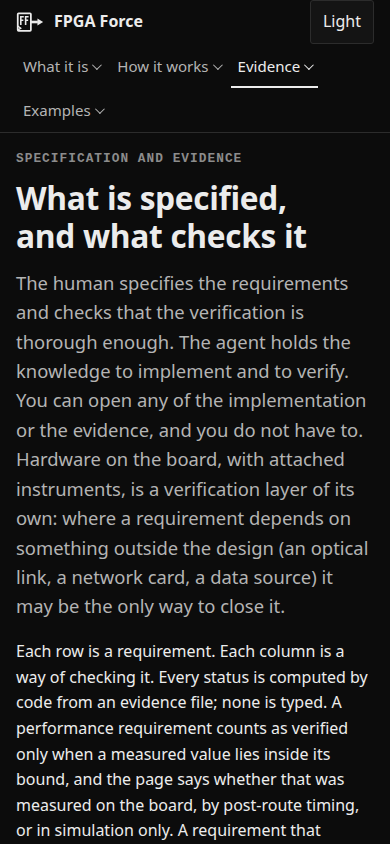 FPGA Force
Light
What it is
How it works
Evidence
Examples
SPECIFICATION AND EVIDENCE
What is specified,
and what checks it
The human specifies the requirements
and checks that the verification is
thorough enough. The agent holds the
knowledge to implement and to verify.
You can open any of the implementation
or the evidence, and you do not have to.
Hardware on the board, with attached
instruments, is a verification layer of its
own: where a requirement depends on
something outside the design (an optical
link, a network card, a data source) it
may be the only way to close it.
Each row is a requirement. Each column is a
way of checking it. Every status is computed by
code from an evidence file; none is typed. A
performance requirement counts as verified
only when a measured value lies inside its
bound, and the page says whether that was
measured on the board, by post-route timing,
or in simulation only. A requirement that